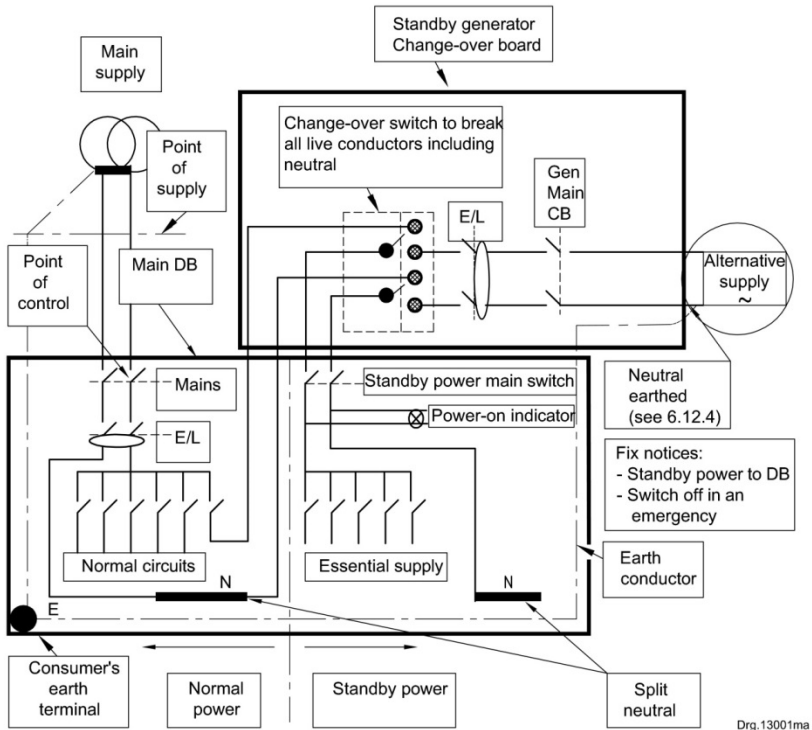 Standby generator
Change-over board
Main
supply
Point
of
supply
Change-over switch to break
all live conductors including
neutral
Gen
Main
CB
E/L
Point
of
control
Main DB
Alternative
supply
~
Mains
Standby power main switch
Neutral
earthed
(see 6.12.4)
Power-on indicator
E/L
Fix notices:
- Standby power to DB
- Switch off in an
emergency
Normal circuits
Essential supply
Earth
conductor
N
N
E
Consumer's
earth
terminal
Normal
power
Standby power
Split
neutral
Drg.13001ma